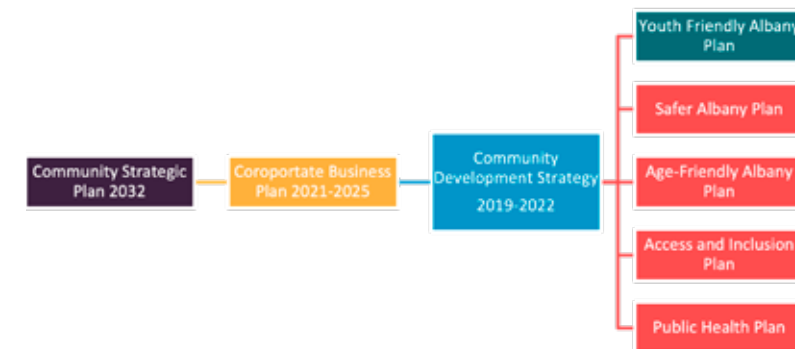 Youth Friendly Albany
Plan
Safer Albany Plan
Community Strategic
Plan 2032
Coroportate Business
Plan 2021-2025
Community
Development Strategy
2019-2022
Age-Friendly Albany
Plan
Access and Inclusion
Plan
Public Health Plan